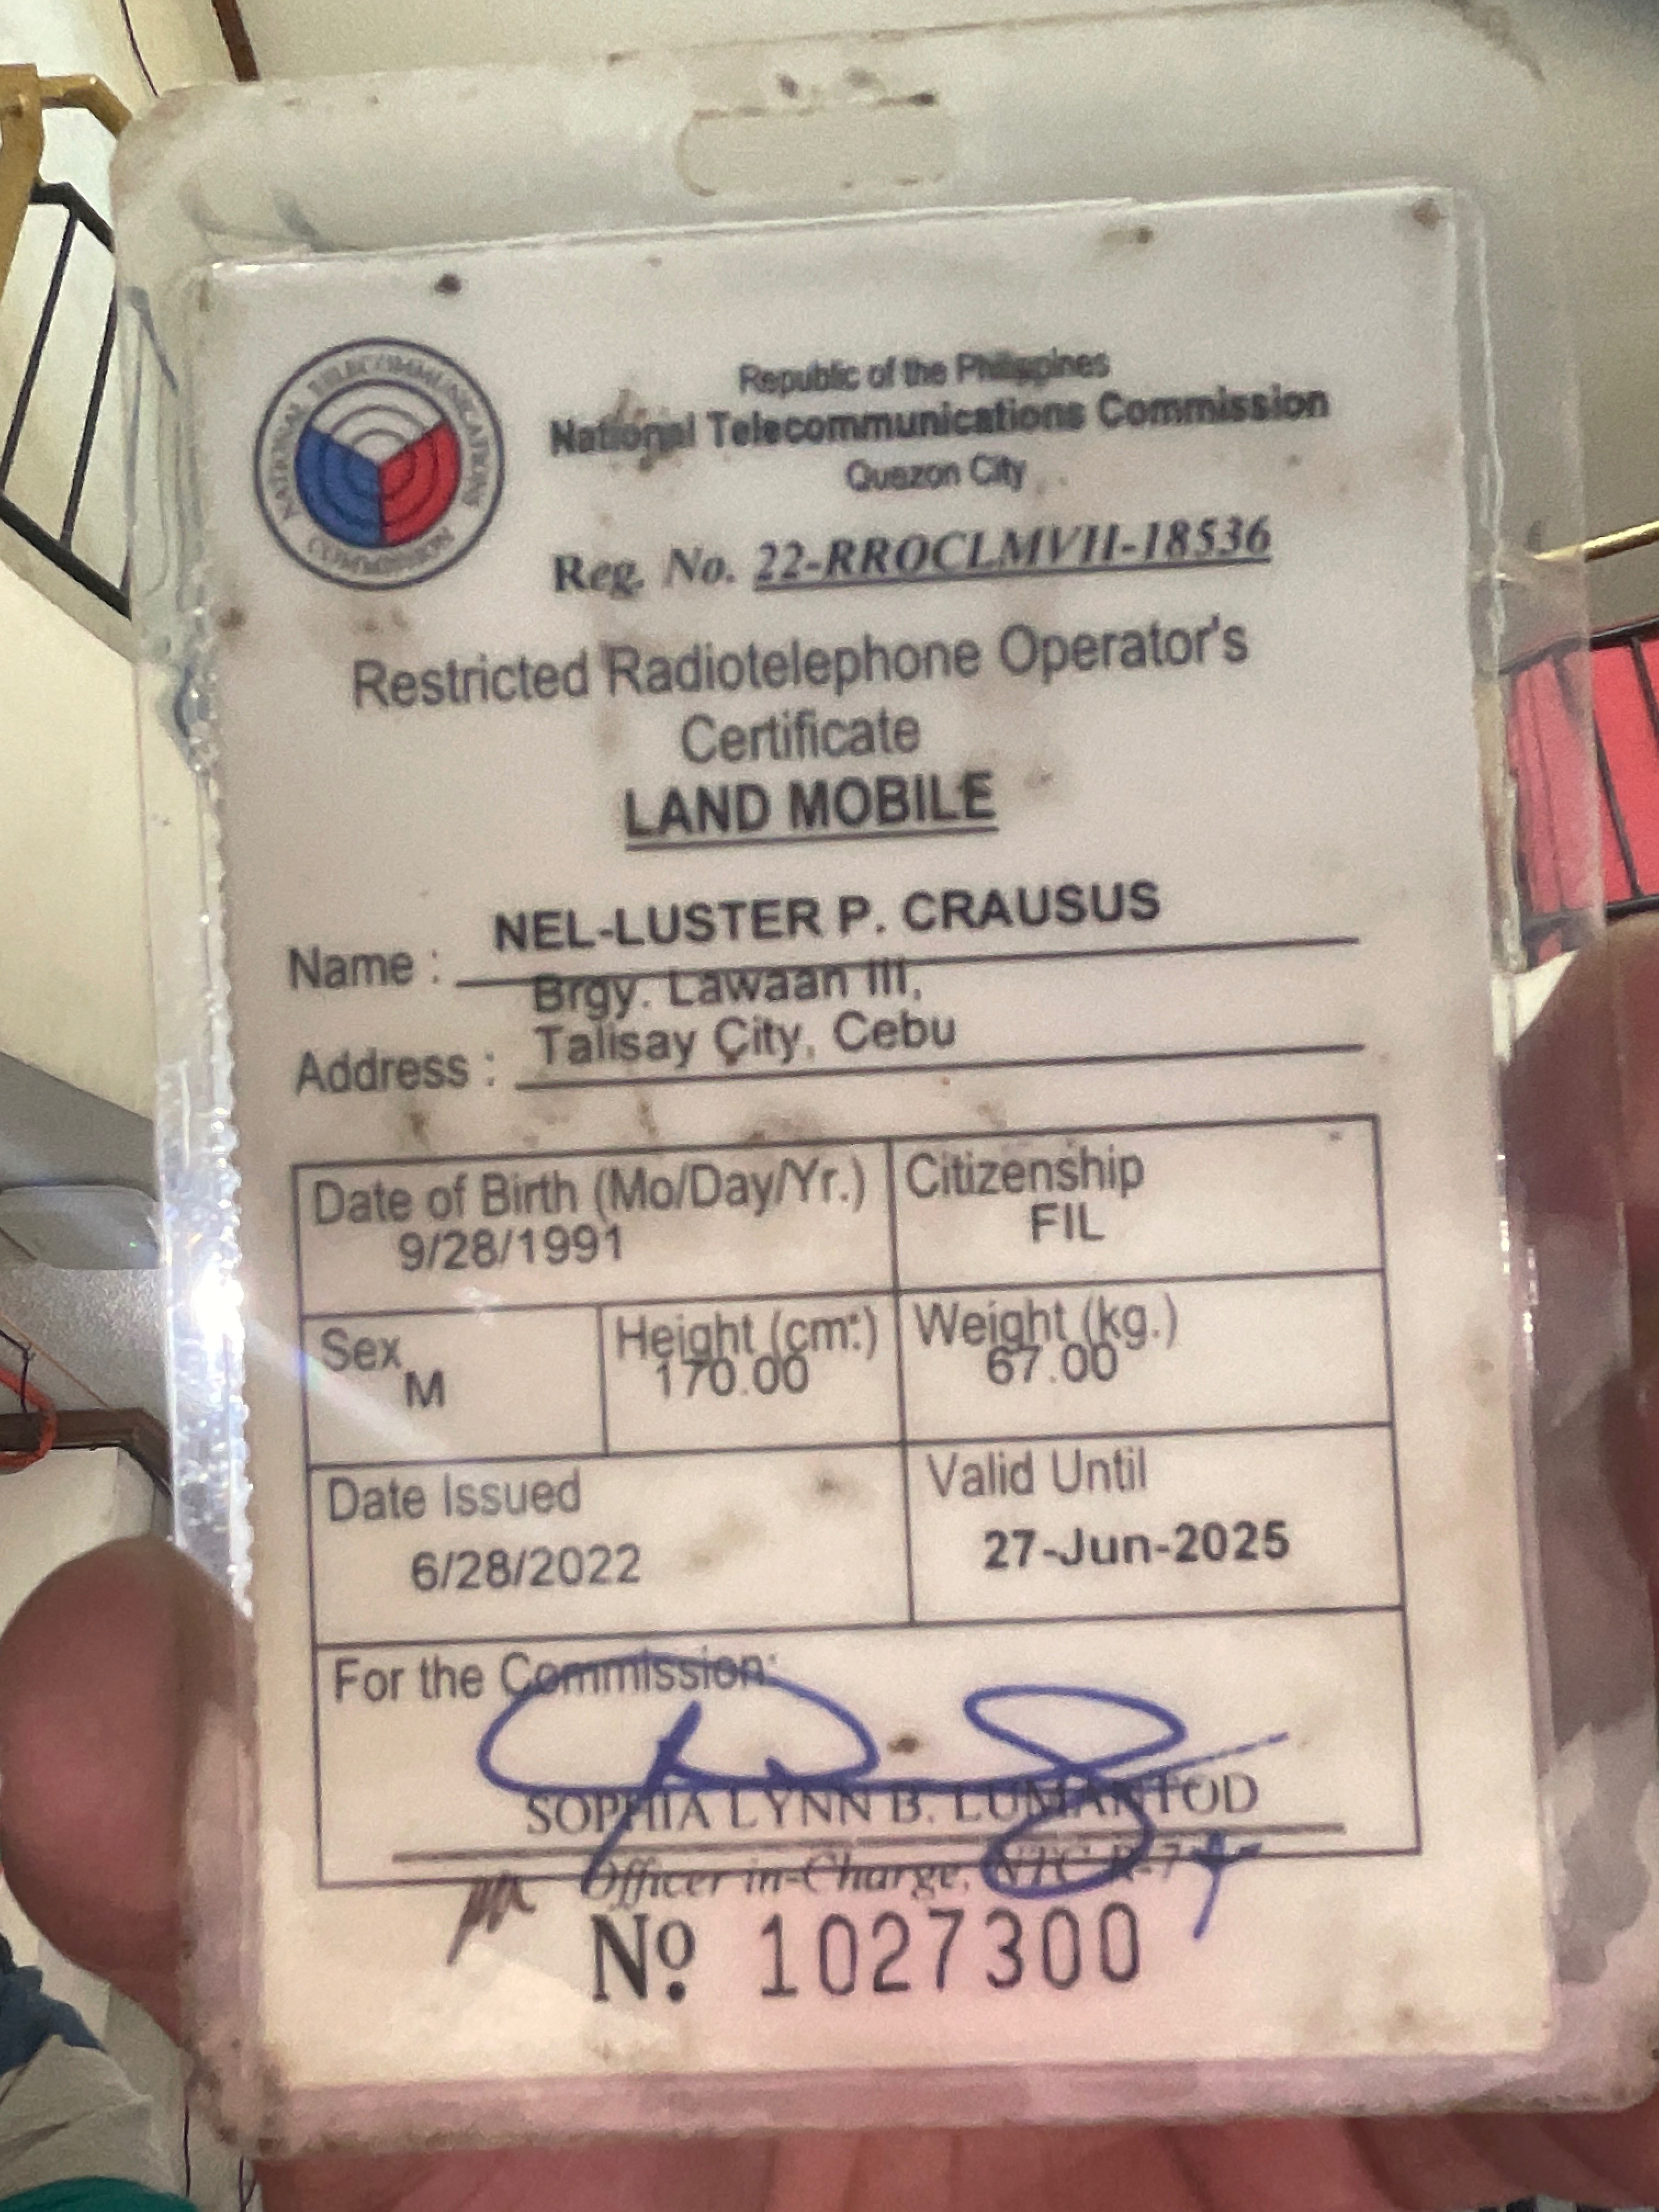 NATIONAL TELECOMMUNICATIONS COMMISSION
Republic of the Philippines
National Telecommunications Commission
Quezon City
Reg. No. 22-RROCLMVII-18536
Restricted Radiotelephone Operator's
Certificate
LAND MOBILE
Name : NEL-LUSTER P. CRAUSUS
Brgy. Lawaan III,
Address : Talisay City, Cebu
Date of Birth (Mo/Day/Yr.) Citizenship
9/28/1991 FIL
Sex Height (cm.) Weight (kg.)
M 170.00 67.00
Date Issued Valid Until
6/28/2022 27-Jun-2025
For the Commission:
SOPHIA LYNN B. LUMANTOD
Officer in-Charge, NTC R-7
Nº 1027300